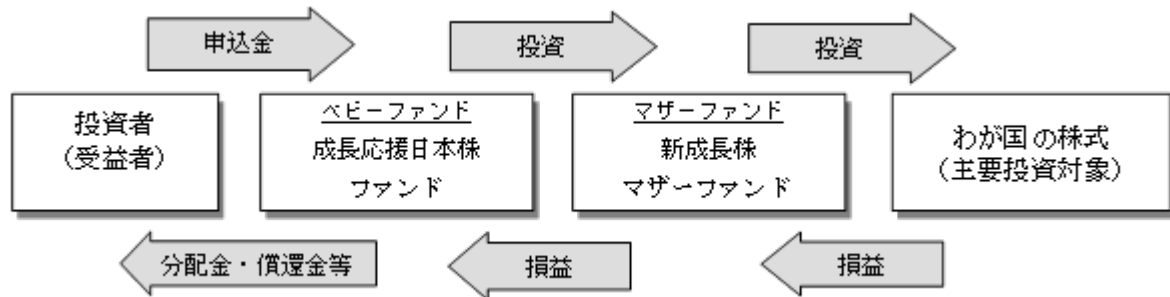 申込金
投資
投資
投資者
(受益者)
ベビーファンド
成長応援日本株
ファンド
マザーファンド
新成長株
マザーファンド
わが国の株式
(主要投資対象)
分配金・償還金等
損益
損益